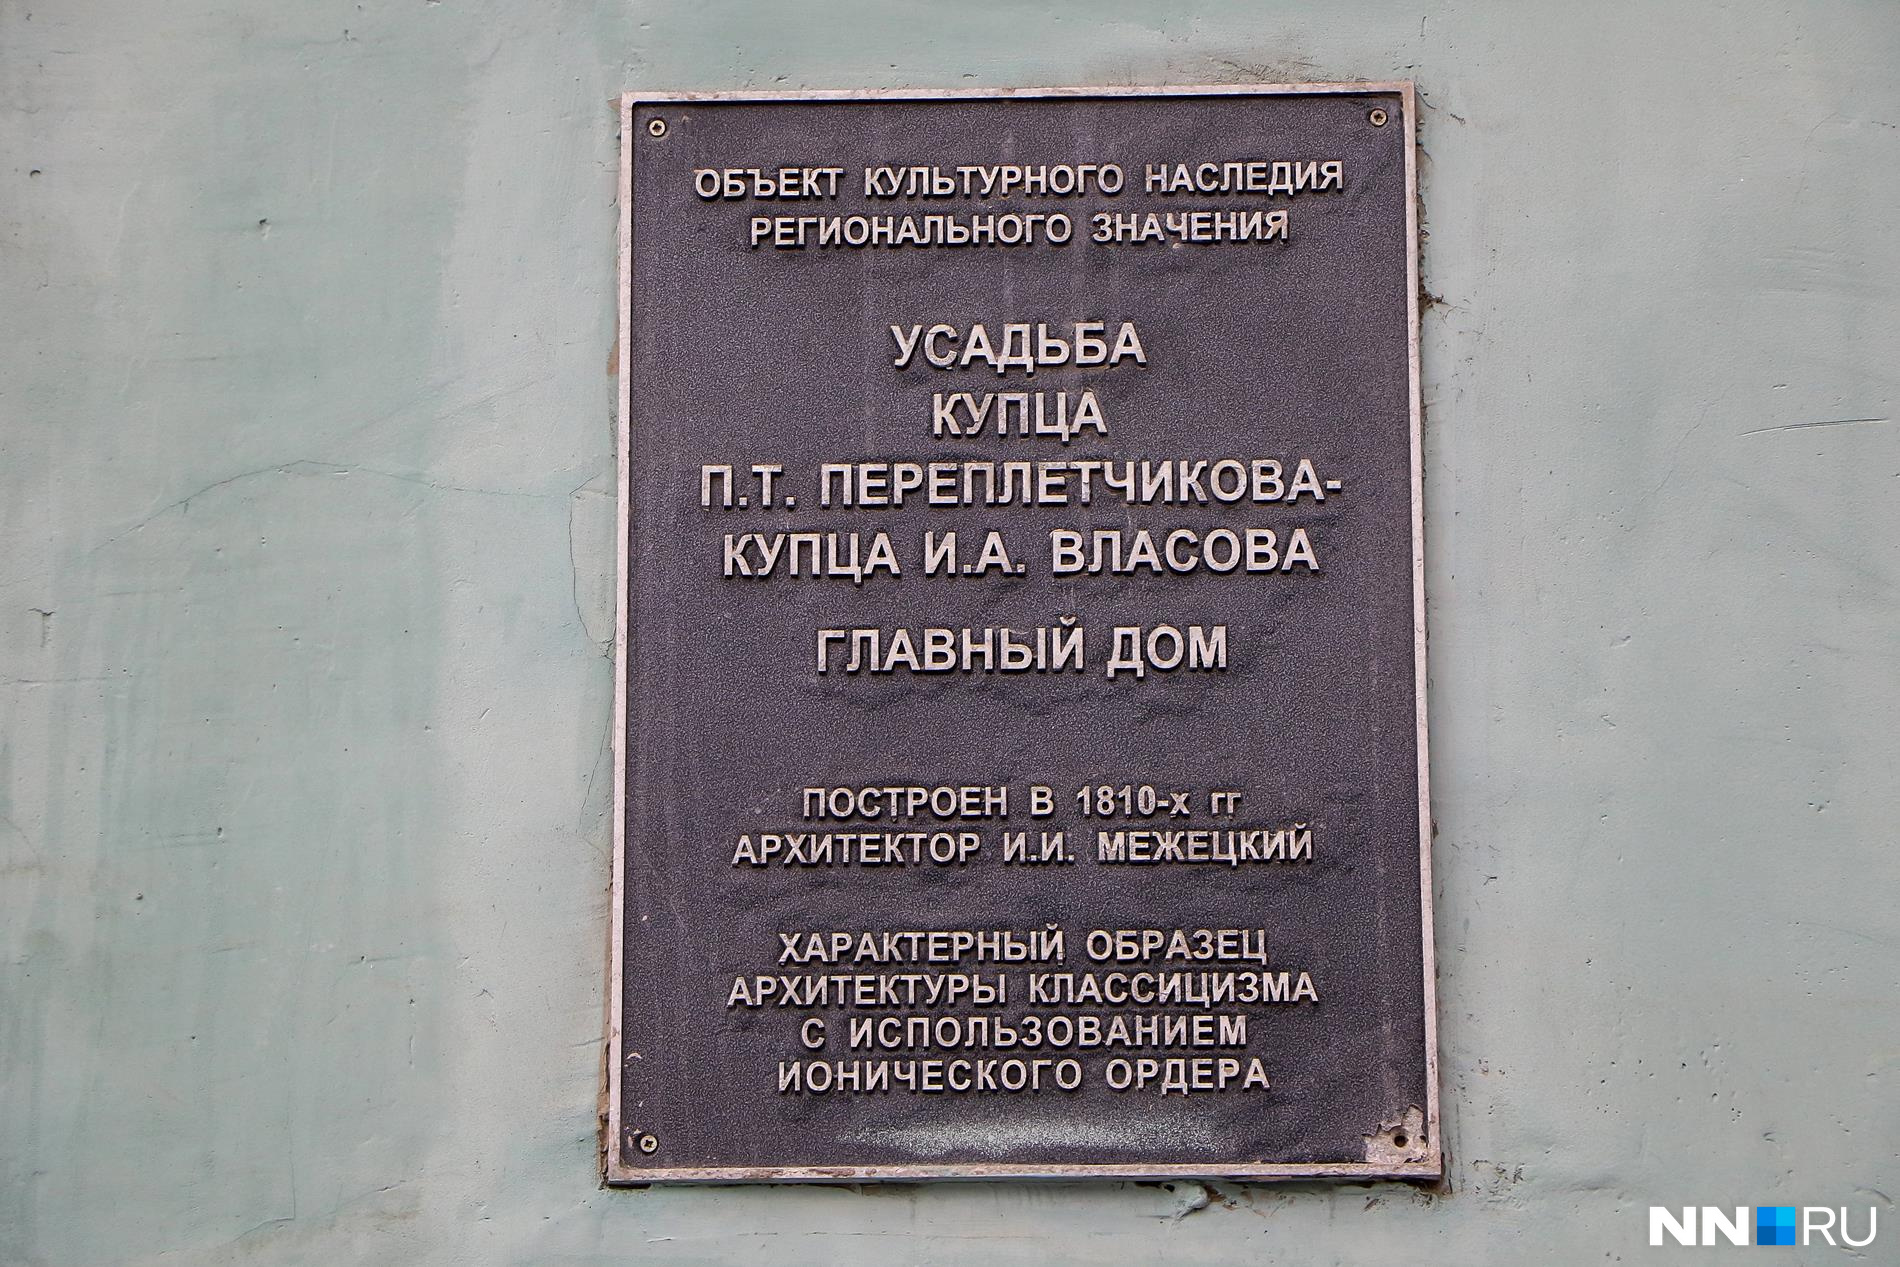 ОБЪЕКТ КУЛЬТУРНОГО НАСЛЕДИЯ
РЕГИОНАЛЬНОГО ЗНАЧЕНИЯ
УСАДЬБА
КУПЦА
П.Т. ПЕРЕПЛЕТЧИКОВА-
КУПЦА И.А. ВЛАСОВА
ГЛАВНЫЙ ДОМ
ПОСТРОЕН В 1810-х гг
АРХИТЕКТОР И.И. МЕЖЕЦКИЙ
ХАРАКТЕРНЫЙ ОБРАЗЕЦ
АРХИТЕКТУРЫ КЛАССИЦИЗМА
С ИСПОЛЬЗОВАНИЕМ
ИОНИЧЕСКОГО ОРДЕРА
NN RU